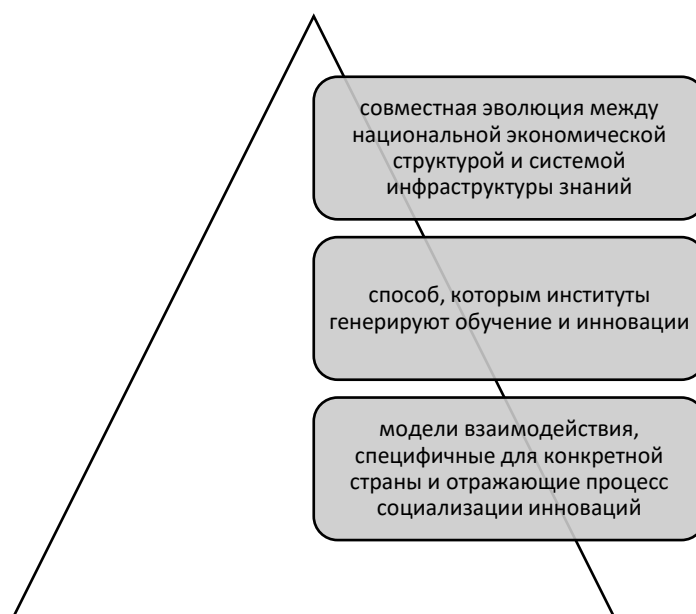 совместная эволюция между
национальной экономической
структурой и системой
инфраструктуры знаний
способ, которым институты
генерируют обучение и инновации
модели взаимодействия,
специфичные для конкретной
страны и отражающие процесс
социализации инноваций